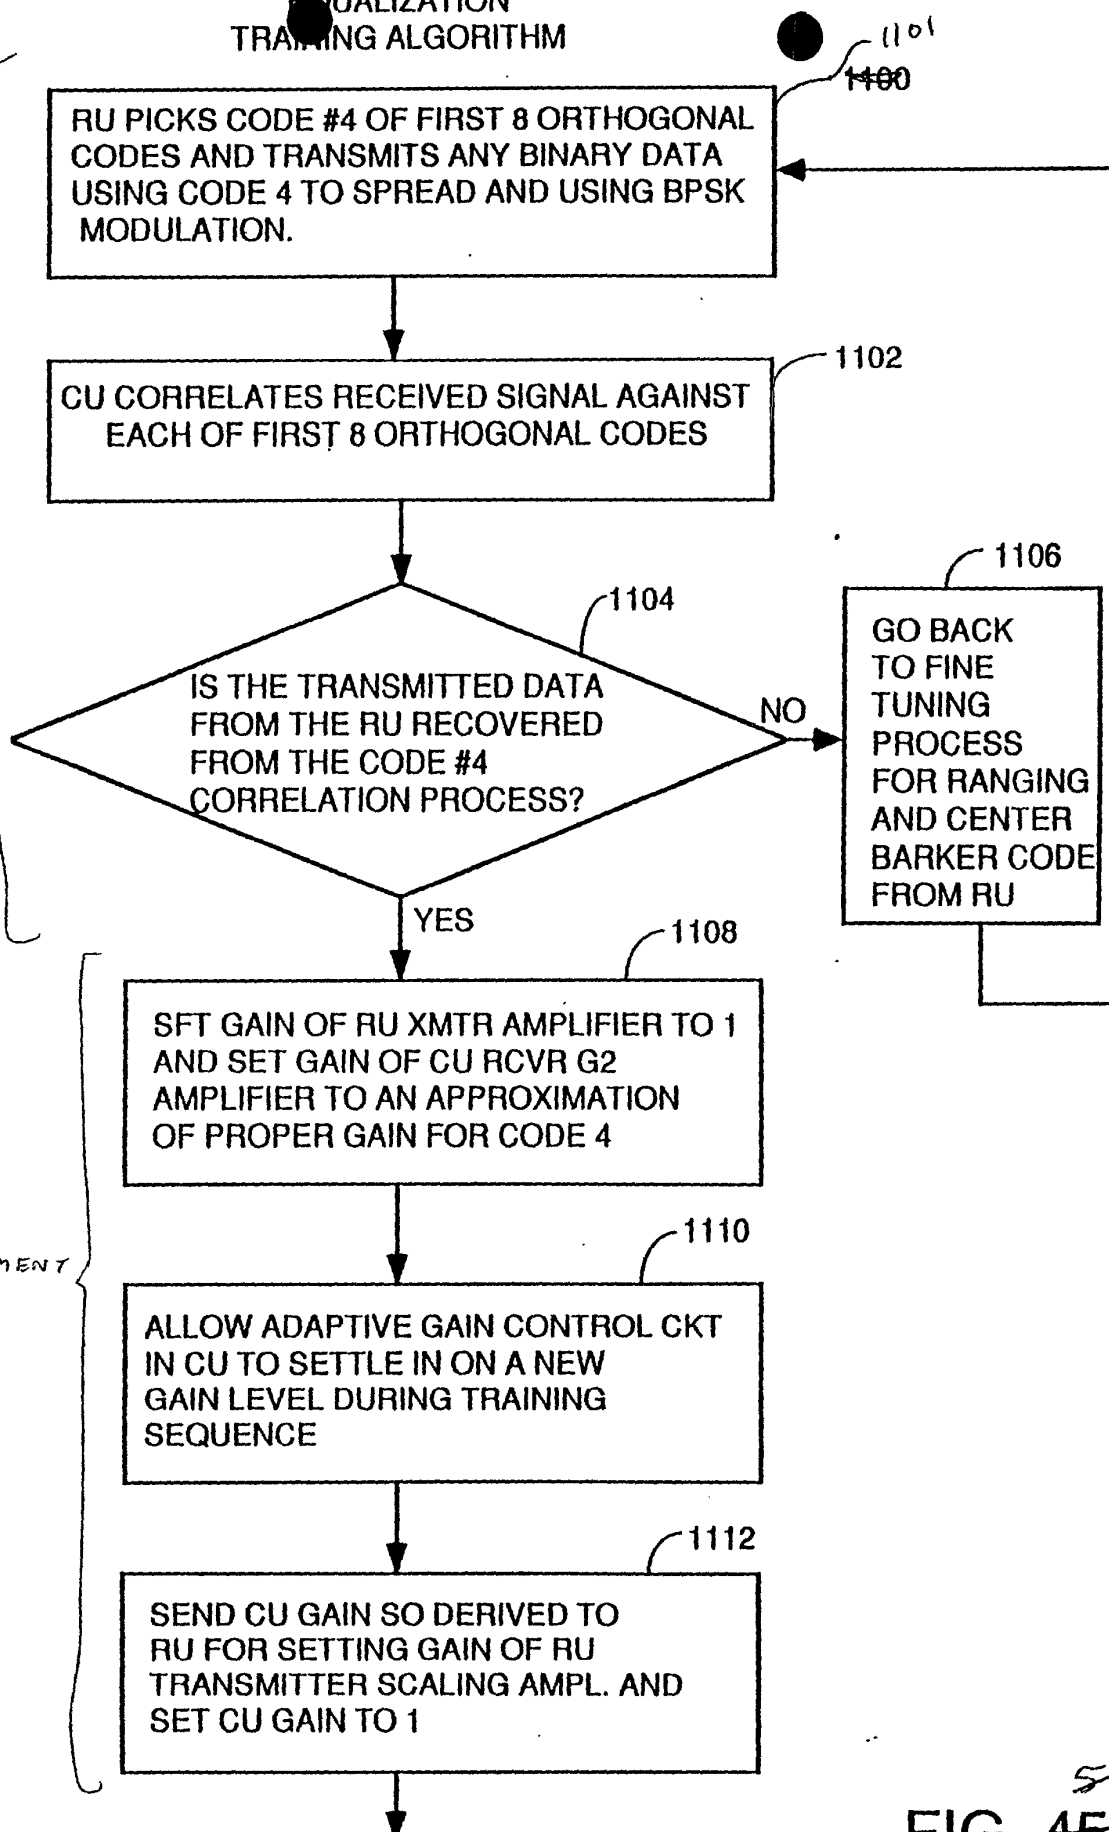 TRAINING ALGORITHM
1101
1100
RU PICKS CODE #4 OF FIRST 8 ORTHOGONAL
CODES AND TRANSMITS ANY BINARY DATA
USING CODE 4 TO SPREAD AND USING BPSK
MODULATION.
1102
CU CORRELATES RECEIVED SIGNAL AGAINST
EACH OF FIRST 8 ORTHOGONAL CODES
1104
IS THE TRANSMITTED DATA
FROM THE RU RECOVERED
FROM THE CODE #4
CORRELATION PROCESS?
NO
1106
GO BACK
TO FINE
TUNING
PROCESS
FOR RANGING
AND CENTER
BARKER CODE
FROM RU
YES
1108
SFT GAIN OF RU XMTR AMPLIFIER TO 1
AND SET GAIN OF CU RCVR G2
AMPLIFIER TO AN APPROXIMATION
OF PROPER GAIN FOR CODE 4
1110
MENT
ALLOW ADAPTIVE GAIN CONTROL CKT
IN CU TO SETTLE IN ON A NEW
GAIN LEVEL DURING TRAINING
SEQUENCE
1112
SEND CU GAIN SO DERIVED TO
RU FOR SETTING GAIN OF RU
TRANSMITTER SCALING AMPL. AND
SET CU GAIN TO 1
5
FIG. 45